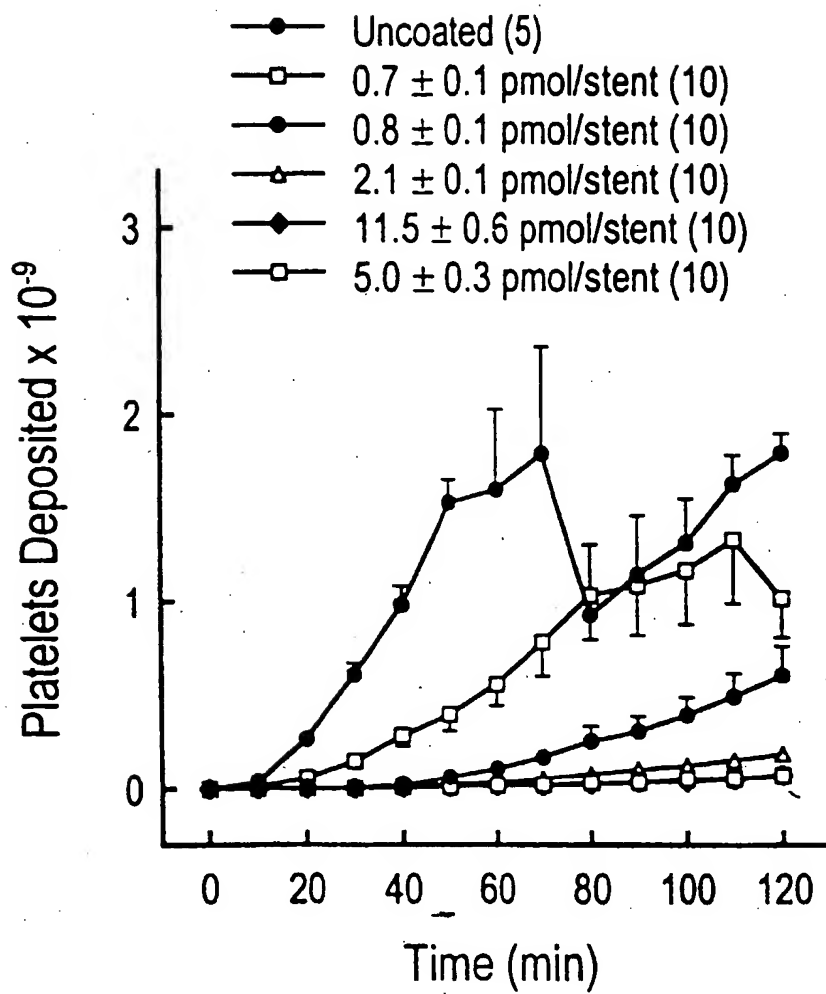 Uncoated (5)
0.7 ± 0.1 pmol/stent (10)
0.8 ± 0.1 pmol/stent (10)
2.1 ± 0.1 pmol/stent (10)
11.5 ± 0.6 pmol/stent (10)
5.0 ± 0.3 pmol/stent (10)
Platelets Deposited x 10⁻⁹
3
2
1
0
0 20 40 60 80 100 120
Time (min)